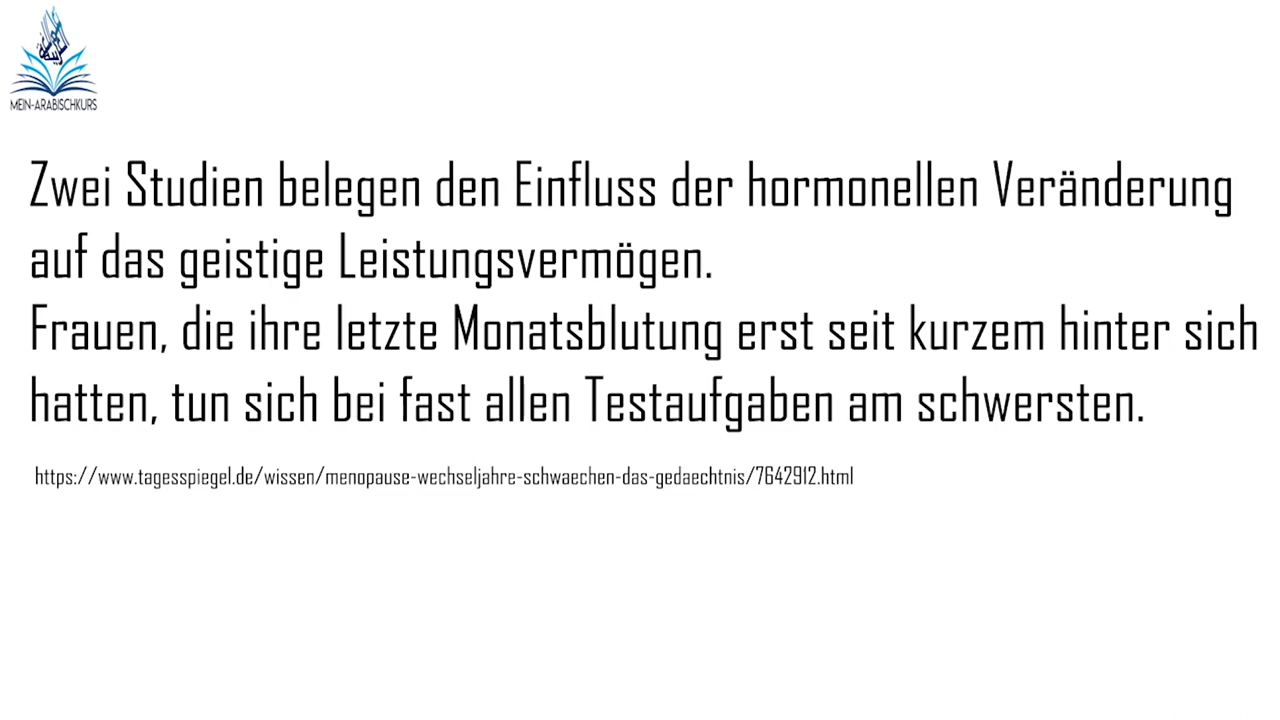 MEIN-ARABISCHKURS
Zwei Studien belegen den Einfluss der hormonellen Veränderung
auf das geistige Leistungsvermögen.
Frauen, die ihre letzte Monatsblutung erst seit kurzem hinter sich
hatten, tun sich bei fast allen Testaufgaben am schwersten.
https://www.tagesspiegel.de/wissen/menopause-wechseljahre-schwaechen-das-gedaechtnis/7642912.html